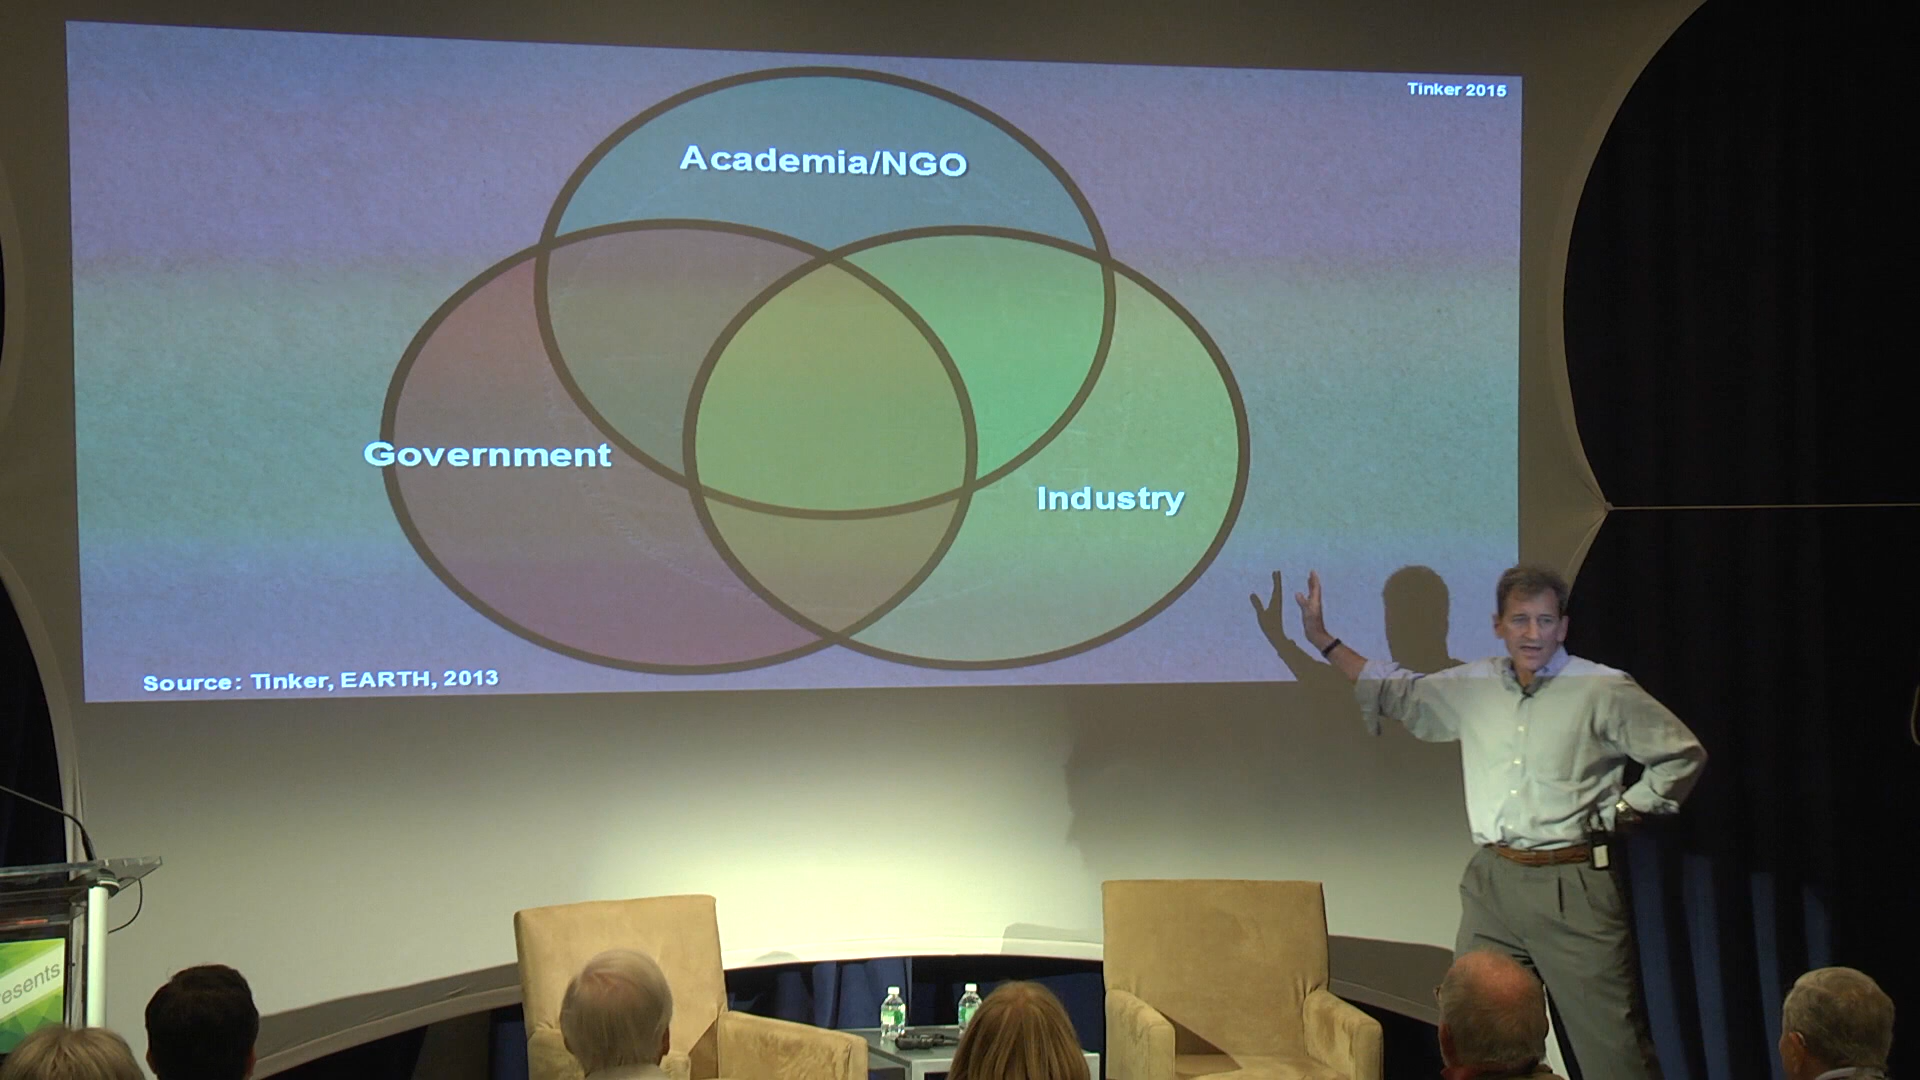 Tinker 2015
Academia/NGO
Government
Industry
Source: Tinker, EARTH, 2013